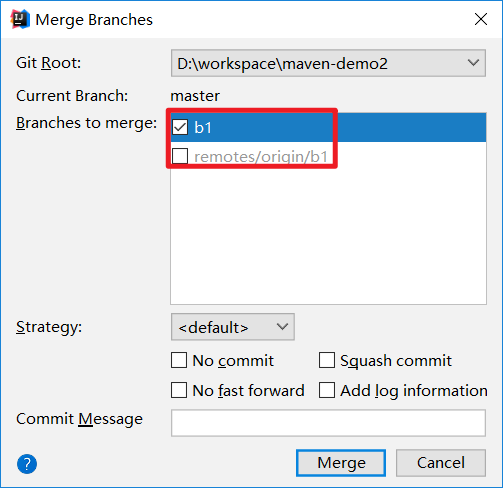 Merge Branches
Git Root: D:\workspace\maven-demo2
Current Branch: master
Branches to merge: b1
remotes/origin/b1
Strategy: <default>
No commit Squash commit
No fast forward Add log information
Commit Message
? Merge Cancel